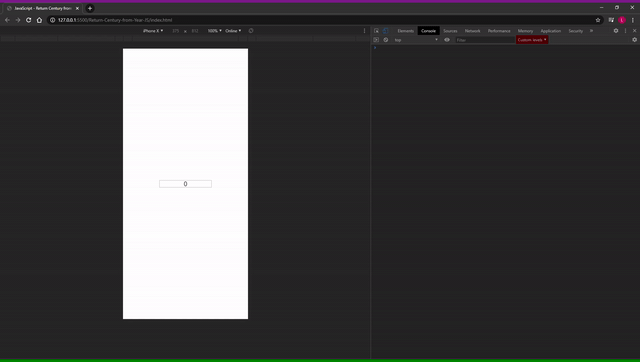 JavaScript - Return Century from
127.0.0.1:5500/Return-Century-from-Year-JS/index.html
iPhone X 375 812 100% Online
Elements Console Sources Network Performance Memory Application Security
top Filter Custom levels
0